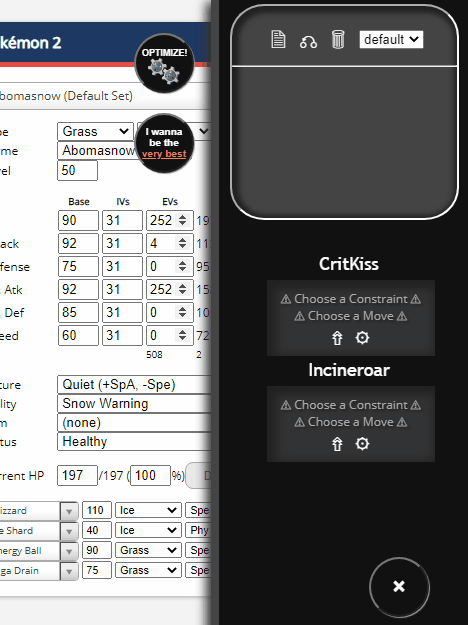 kémon 2
OPTIMIZE!
default
bomasnow (Default Set)
Grass
I wanna
be the
very best
Abomasnow
50
Base IVs EVs
90 31 252 19
ack 92 31 4 11
fense 75 31 0 95
. Atk 92 31 252 15
. Def 85 31 0 10
eed 60 31 0 72
508 2
ture Quiet (+SpA, -Spe)
lity Snow Warning
m (none)
tus Healthy
rrent HP 197 /197 ( 100 %) D
izzard 110 Ice Spe
e Shard 40 Ice Phy
nergy Ball 90 Grass Spe
ga Drain 75 Grass Spe
CritKiss
⚠ Choose a Constraint ⚠
⚠ Choose a Move ⚠
Incineroar
⚠ Choose a Constraint ⚠
⚠ Choose a Move ⚠